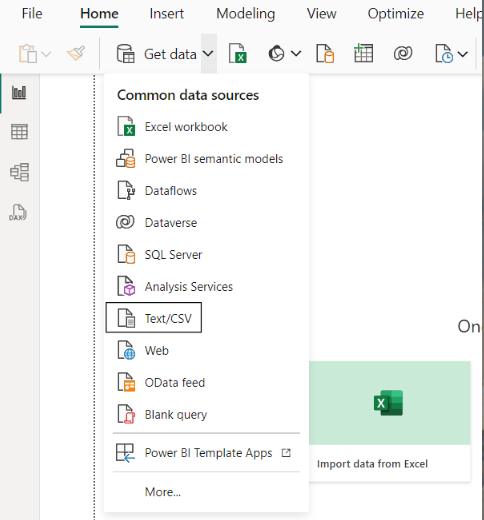 File Home Insert Modeling View Optimize Help
Get data
Common data sources
Excel workbook
Power BI semantic models
Dataflows
Dataverse
SQL Server
Analysis Services
Text/CSV
Web
OData feed
Blank query
Power BI Template Apps
More...
DAX
On
Import data from Excel